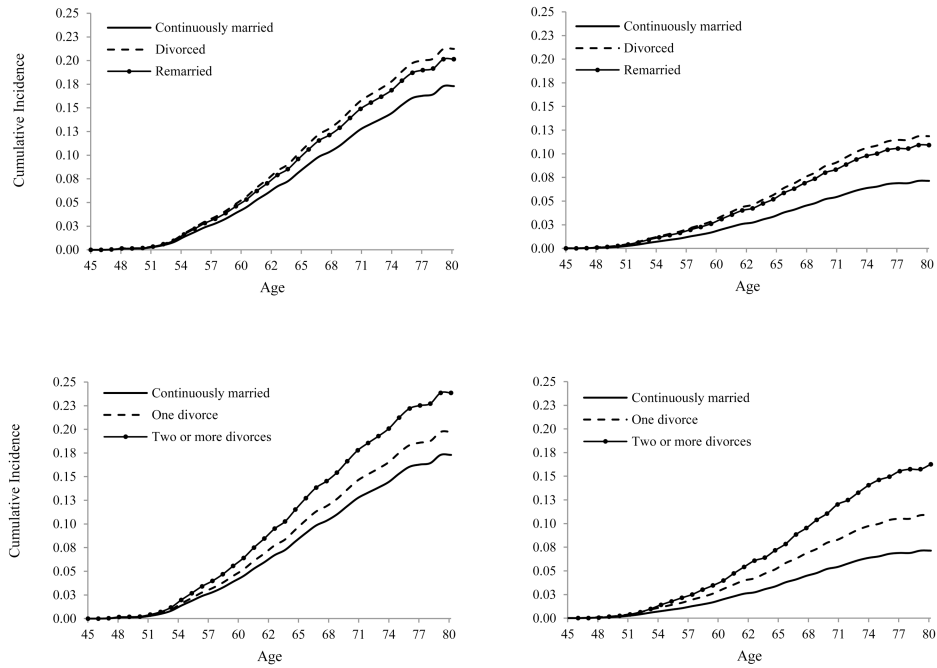 0.25
0.23
0.20
0.18
0.15
0.13
0.10
0.08
0.05
0.03
0.00
Cumulative Incidence
Continuously married
Divorced
Remarried
45 48 51 54 57 60 62 65 68 71 74 77 80
Age
0.25
0.23
0.20
0.18
0.15
0.13
0.10
0.08
0.05
0.03
0.00
Continuously married
Divorced
Remarried
45 48 51 54 57 60 62 65 68 71 74 77 80
Age
0.25
0.23
0.20
0.18
0.15
0.13
0.10
0.08
0.05
0.03
0.00
Cumulative Incidence
Continuously married
One divorce
Two or more divorces
45 48 51 54 57 60 62 65 68 71 74 77 80
Age
0.25
0.23
0.20
0.18
0.15
0.13
0.10
0.08
0.05
0.03
0.00
Continuously married
One divorce
Two or more divorces
45 48 51 54 57 60 62 65 68 71 74 77 80
Age